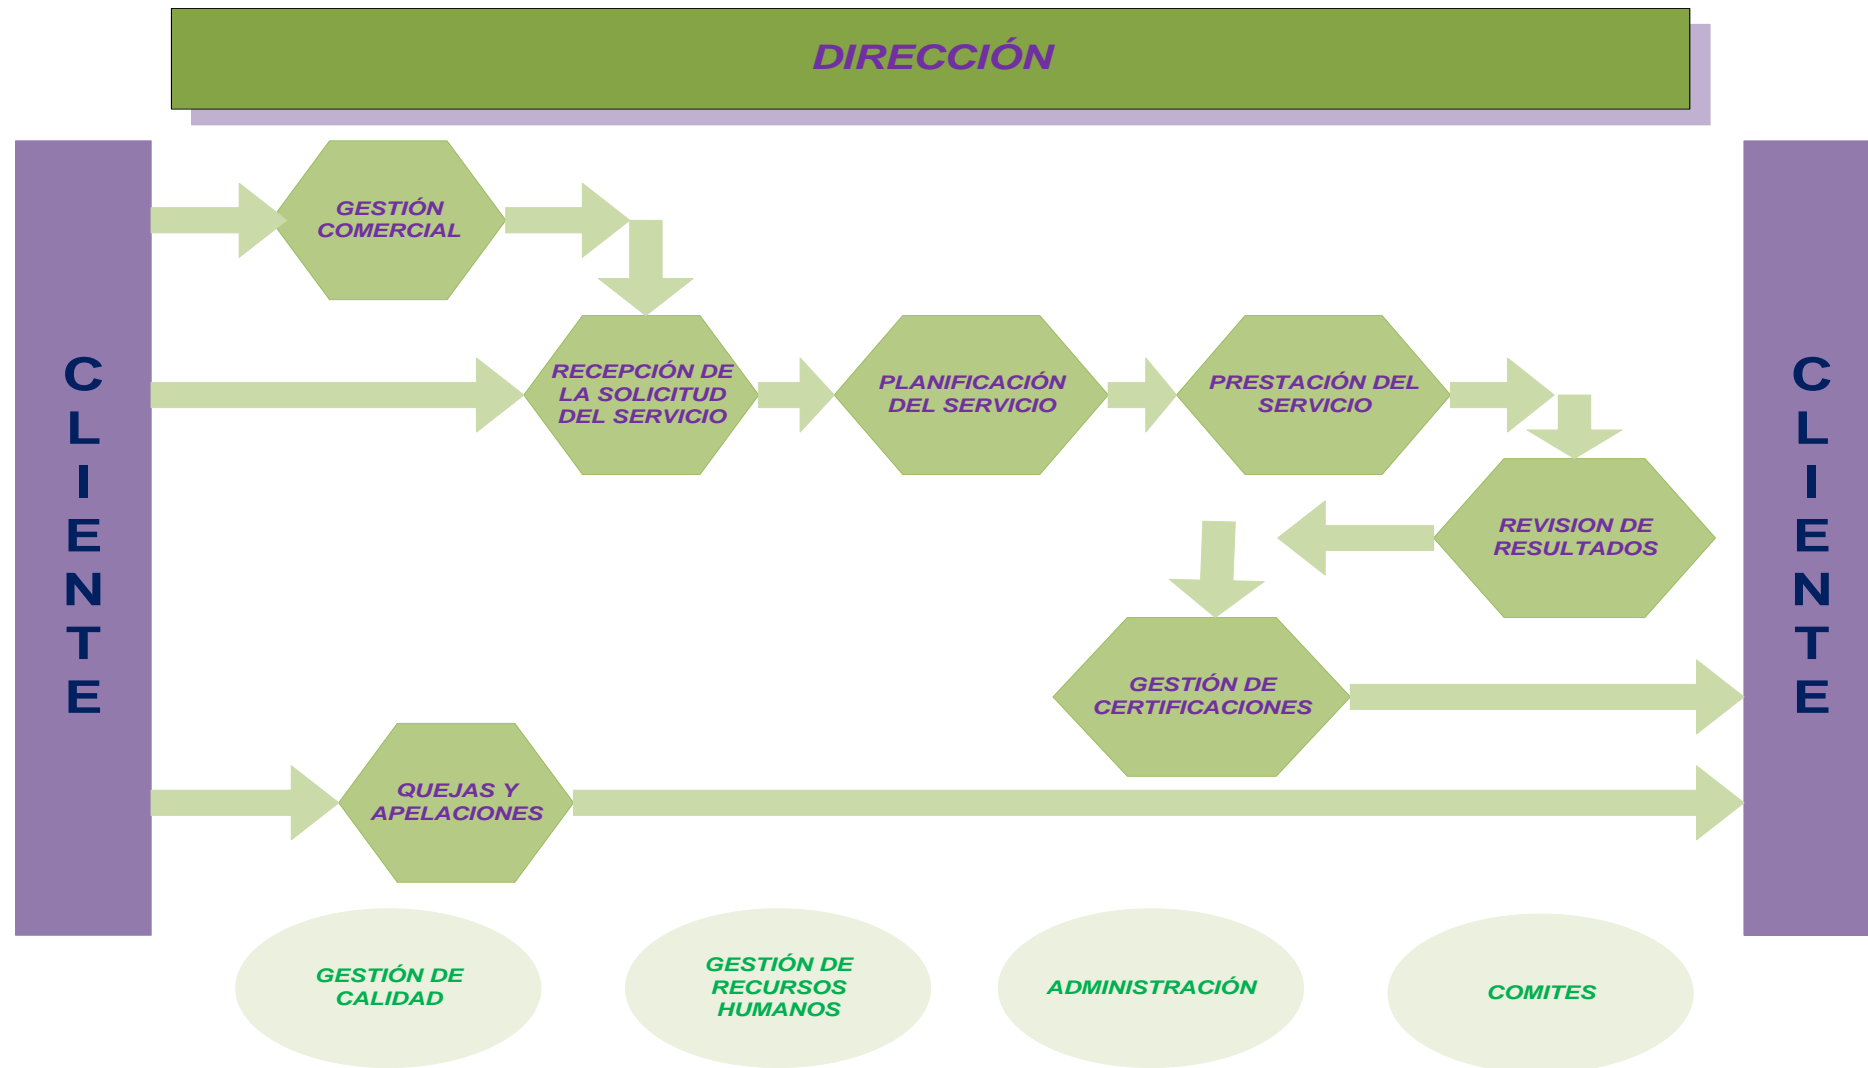 DIRECCIÓN
C
L
I
E
N
T
E
GESTIÓN
COMERCIAL
RECEPCIÓN DE
LA SOLICITUD
DEL SERVICIO
PLANIFICACIÓN
DEL SERVICIO
PRESTACIÓN DEL
SERVICIO
REVISION DE
RESULTADOS
GESTIÓN DE
CERTIFICACIONES
QUEJAS Y
APELACIONES
C
L
I
E
N
T
E
GESTIÓN DE
CALIDAD
GESTIÓN DE
RECURSOS
HUMANOS
ADMINISTRACIÓN
COMITES